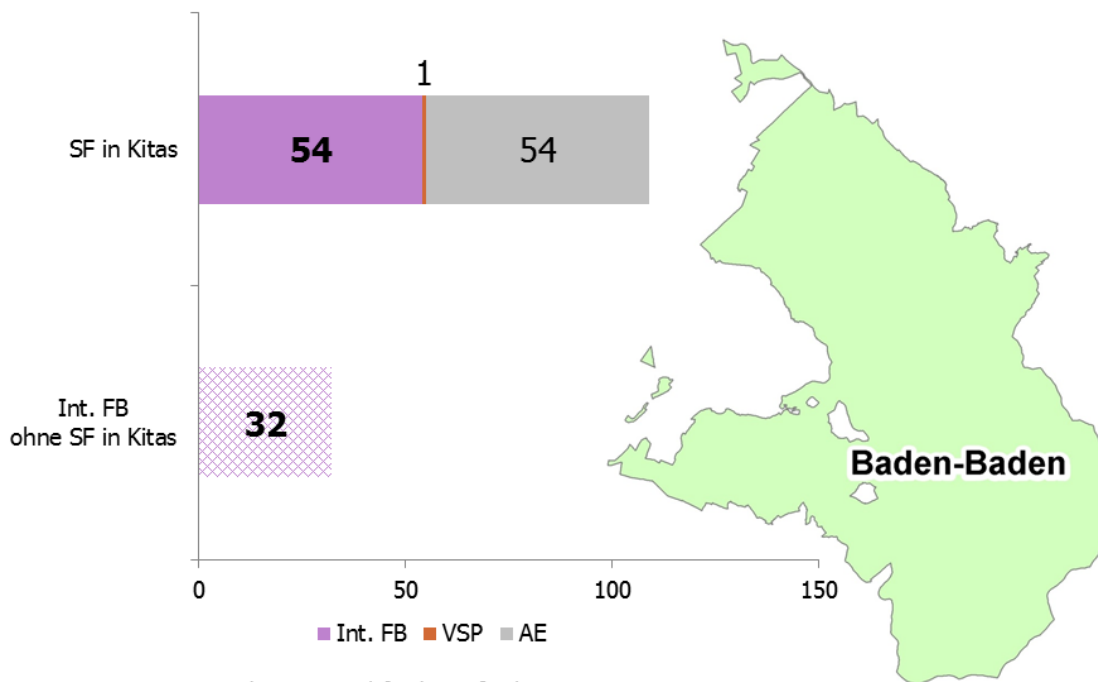 1
SF in Kitas
54
54
Int. FB
ohne SF in Kitas
32
Baden-Baden
0
50
100
150
Int. FB
VSP
AE